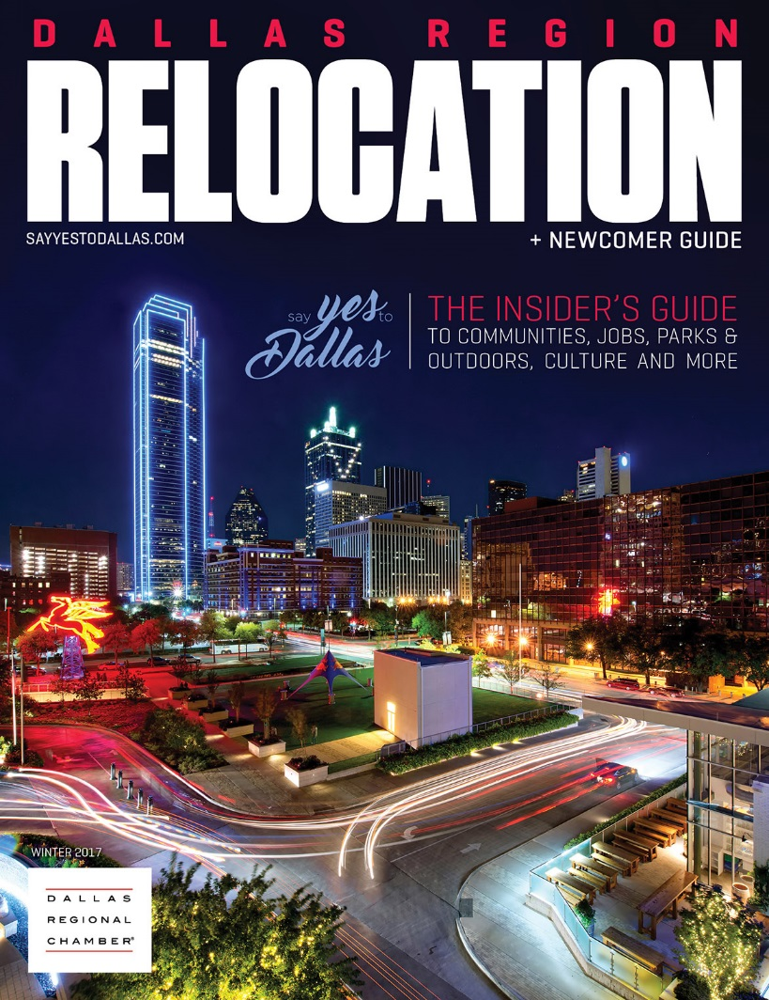 DALLAS REGION
RELOCATION
SAYYESTODALLAS.COM
+ NEWCOMER GUIDE
say yes to
Dallas
THE INSIDER'S GUIDE
TO COMMUNITIES, JOBS, PARKS &
OUTDOORS, CULTURE AND MORE
WINTER 2017
DALLAS
REGIONAL
CHAMBER®